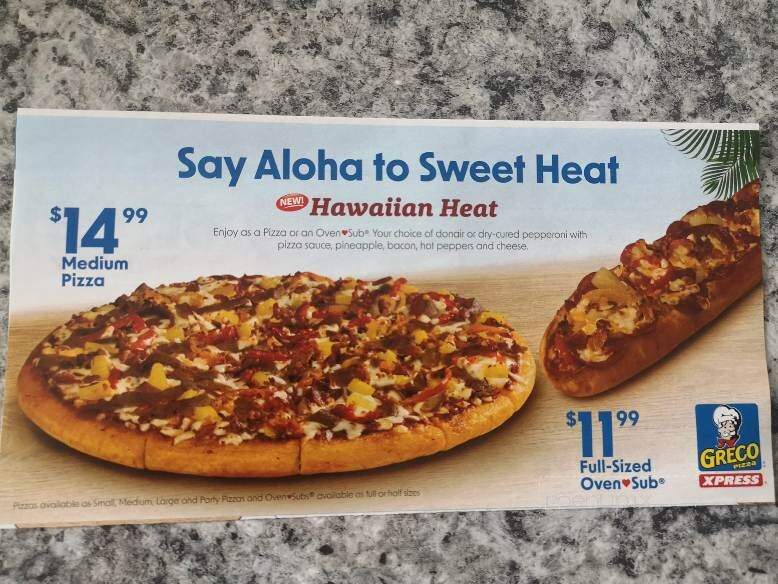 Say Aloha to Sweet Heat
NEW! Hawaiian Heat
Enjoy as a Pizza or an Oven♥Sub®. Your choice of donair or dry-cured pepperoni with
pizza sauce, pineapple, bacon, hot peppers and cheese.
$14 99
Medium
Pizza
$11 99
Full-Sized
Oven♥Sub®
GRECO
PIZZA
XPRESS
Pizzas available as Small, Medium, Large and Party Pizzas and Oven♥Subs® available as full or half sizes